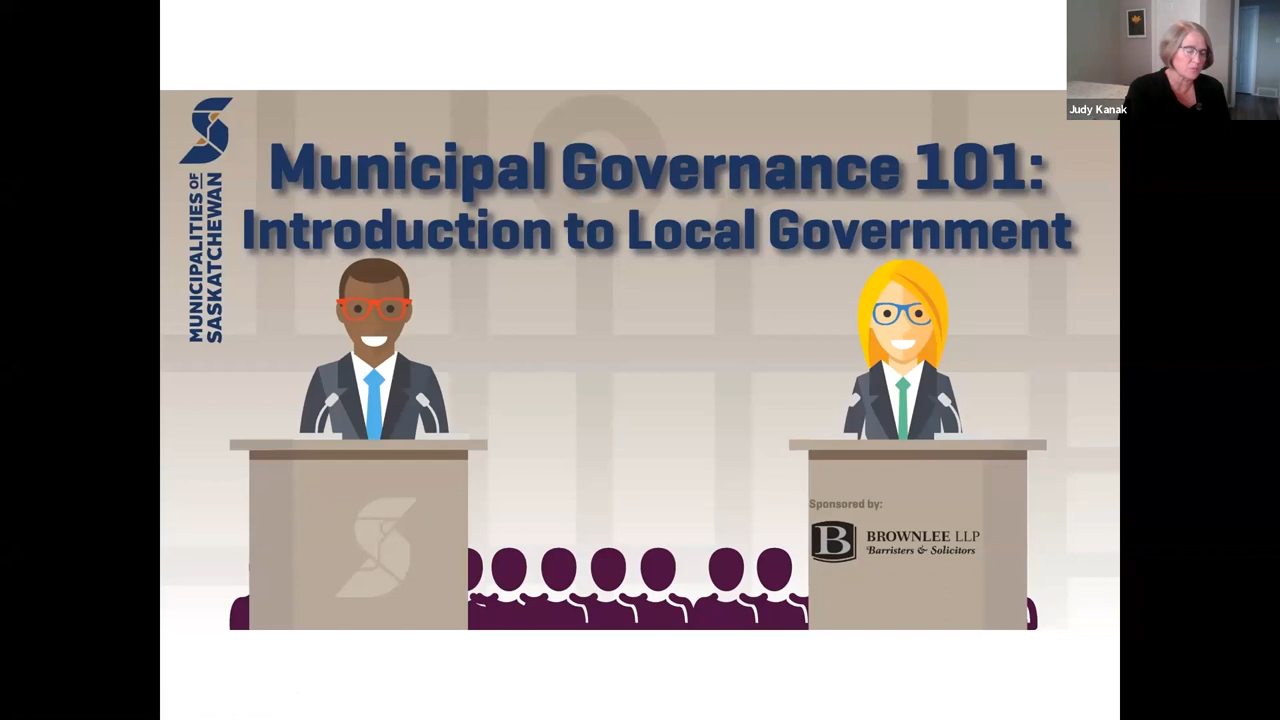 Judy Kanak
MUNICIPALITIES OF
SASKATCHEWAN
Municipal Governance 101:
Introduction to Local Government
Sponsored by:
B
BROWNLEE LLP
Barristers & Solicitors